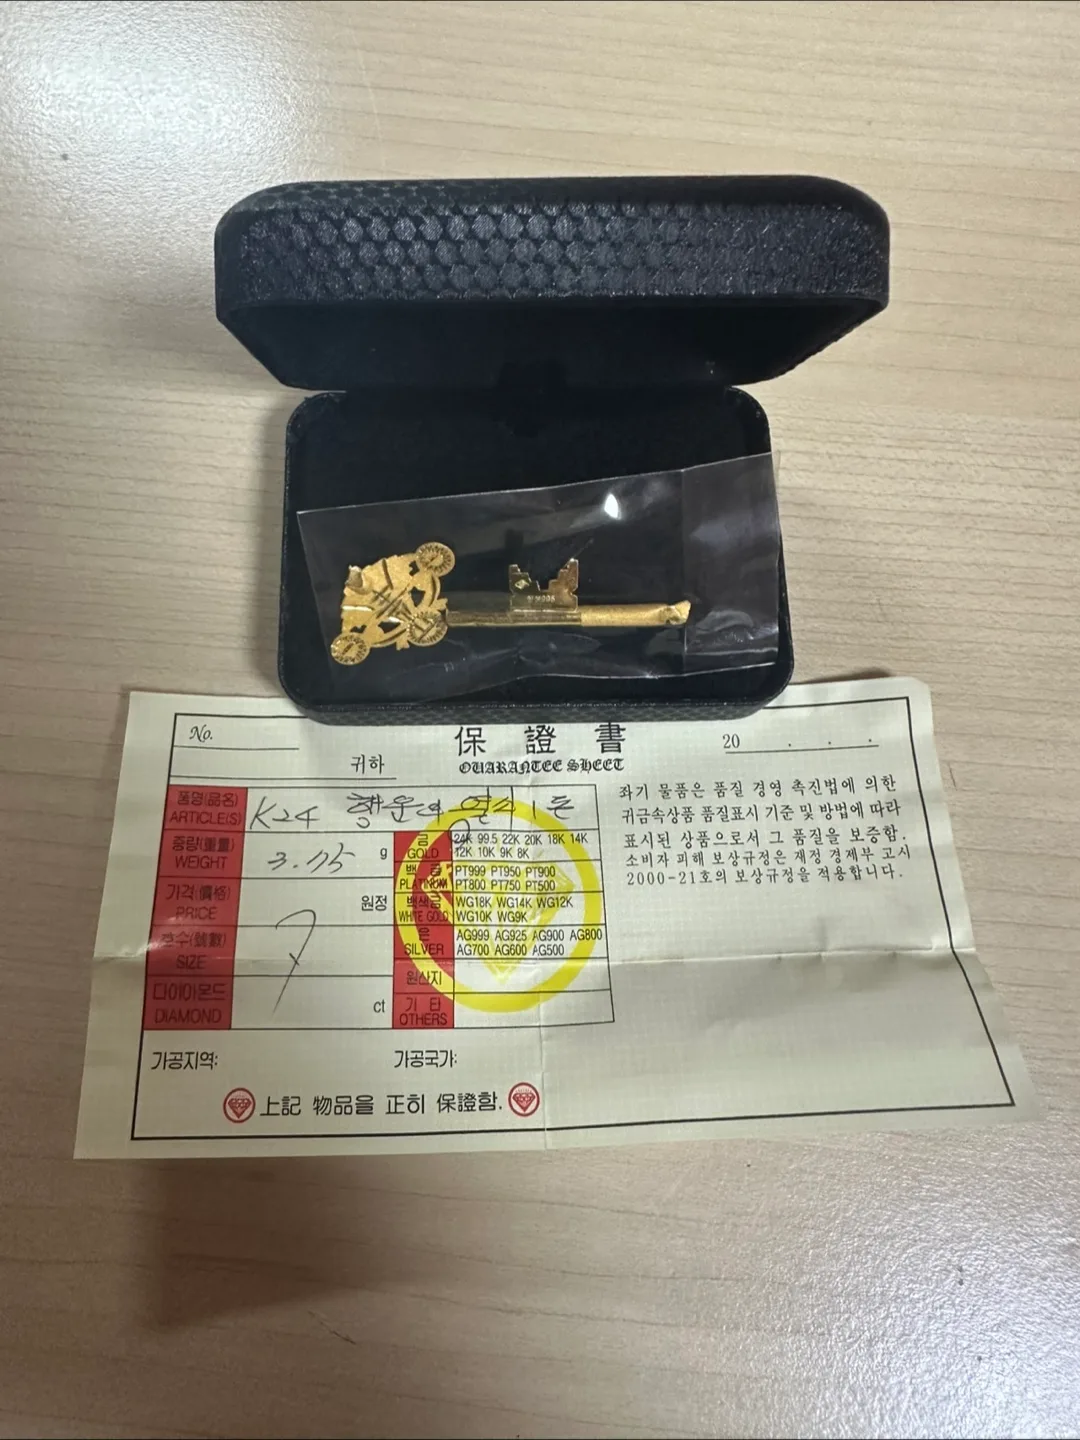 No.
귀하
保 證 書
QUARANTEE SHEET
20 . . .
품명(品名)
ARTICLE(S)
K24 행운의 열쇠 1돈
중량(重量)
WEIGHT
3.75 g
가격(價格)
PRICE
원정
호수(號數)
SIZE
다이아몬드
DIAMOND
ct
금
GOLD
24K 99.5 22K 20K 18K 14K
12K 10K 9K 8K
백 금
PLATINUM
PT999 PT950 PT900
PT800 PT750 PT500
백색금
WHITE GOLD
WG18K WG14K WG12K
WG10K WG9K
은
SILVER
AG999 AG925 AG900 AG800
AG700 AG600 AG500
원산지
기 타
OTHERS
좌기 물품은 품질 경영 촉진법에 의한
귀금속상품 품질표시 기준 및 방법에 따라
표시된 상품으로서 그 품질을 보증함.
소비자 피해 보상규정은 재정 경제부 고시
2000-21호의 보상규정을 적용합니다.
가공지역:
가공국가:
上記 物品을 正히 保證함.